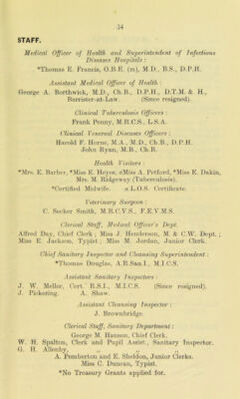 14
STAFF.
Medical Officer of Health and Superintendent of Infectious
Diseases Hospitals :
*Thomas E. Francis, O.B.E. (m), M.D., B.S., D.P.H.
Assistant Medical Officer of Health :
George A. Borthwick, M.D., Ch.B., D.P.H., D.T.M. & H.,
Barrister-at-Law. (Since resigned).
Clinical Tuberculosis Officers :
Frank Penny, M.R.C.S., L.S.A.
Clinical Venereal Diseases Officers :
Harold F. Horne, M.A., M.D., Ch.B., D.P.H.
John Ryan, M.B., Ch.B.
Health Visitors :
*Mrs. E. Barber, *Miss E. Heyes, øMiss A. Petford, *Miss E. Dakin,
Mrs. M. Ridgeway (Tuberculosis).
*Certified Midwife. ø L.O.S. Certificate.
Veterinary Surgeon :
C. Secker Smith, M.R.C.V.S., F.E.V.M.S.
Clerical Staff, Medical Officer's Dept.
Alfred Day, Chief Clerk ; Miss J. Henderson, M. & C.W. Dept. ;
Miss E. Jackson, Typist ; Miss M. Jordan, Junior Clerk.
Chief Sanitary Inspector and Cleansing Superintendent :
*Thomas Douglas, A.R.San.I., M.I.C.S.
Assistant Sanitary Inspectors :
J. W. Mellor, Cert. R.S.I., M.I.C.S. (Since resigned).
J. Pickering. A. Shaw.
Assistant Cleansing Inspector :
J. Brownbridge.
Clerical Staff, Sanitary Department :
George M. Hanson, Chief Clerk.
W. H. Spalton, Clerk and Pupil Assist., Sanitary Inspector.
G. H. Allenley,
A. Pemberton and E. Sheldon, Junior Clerks.
Miss C. Duncan, Typist.
*No Treasury Grants applied for.